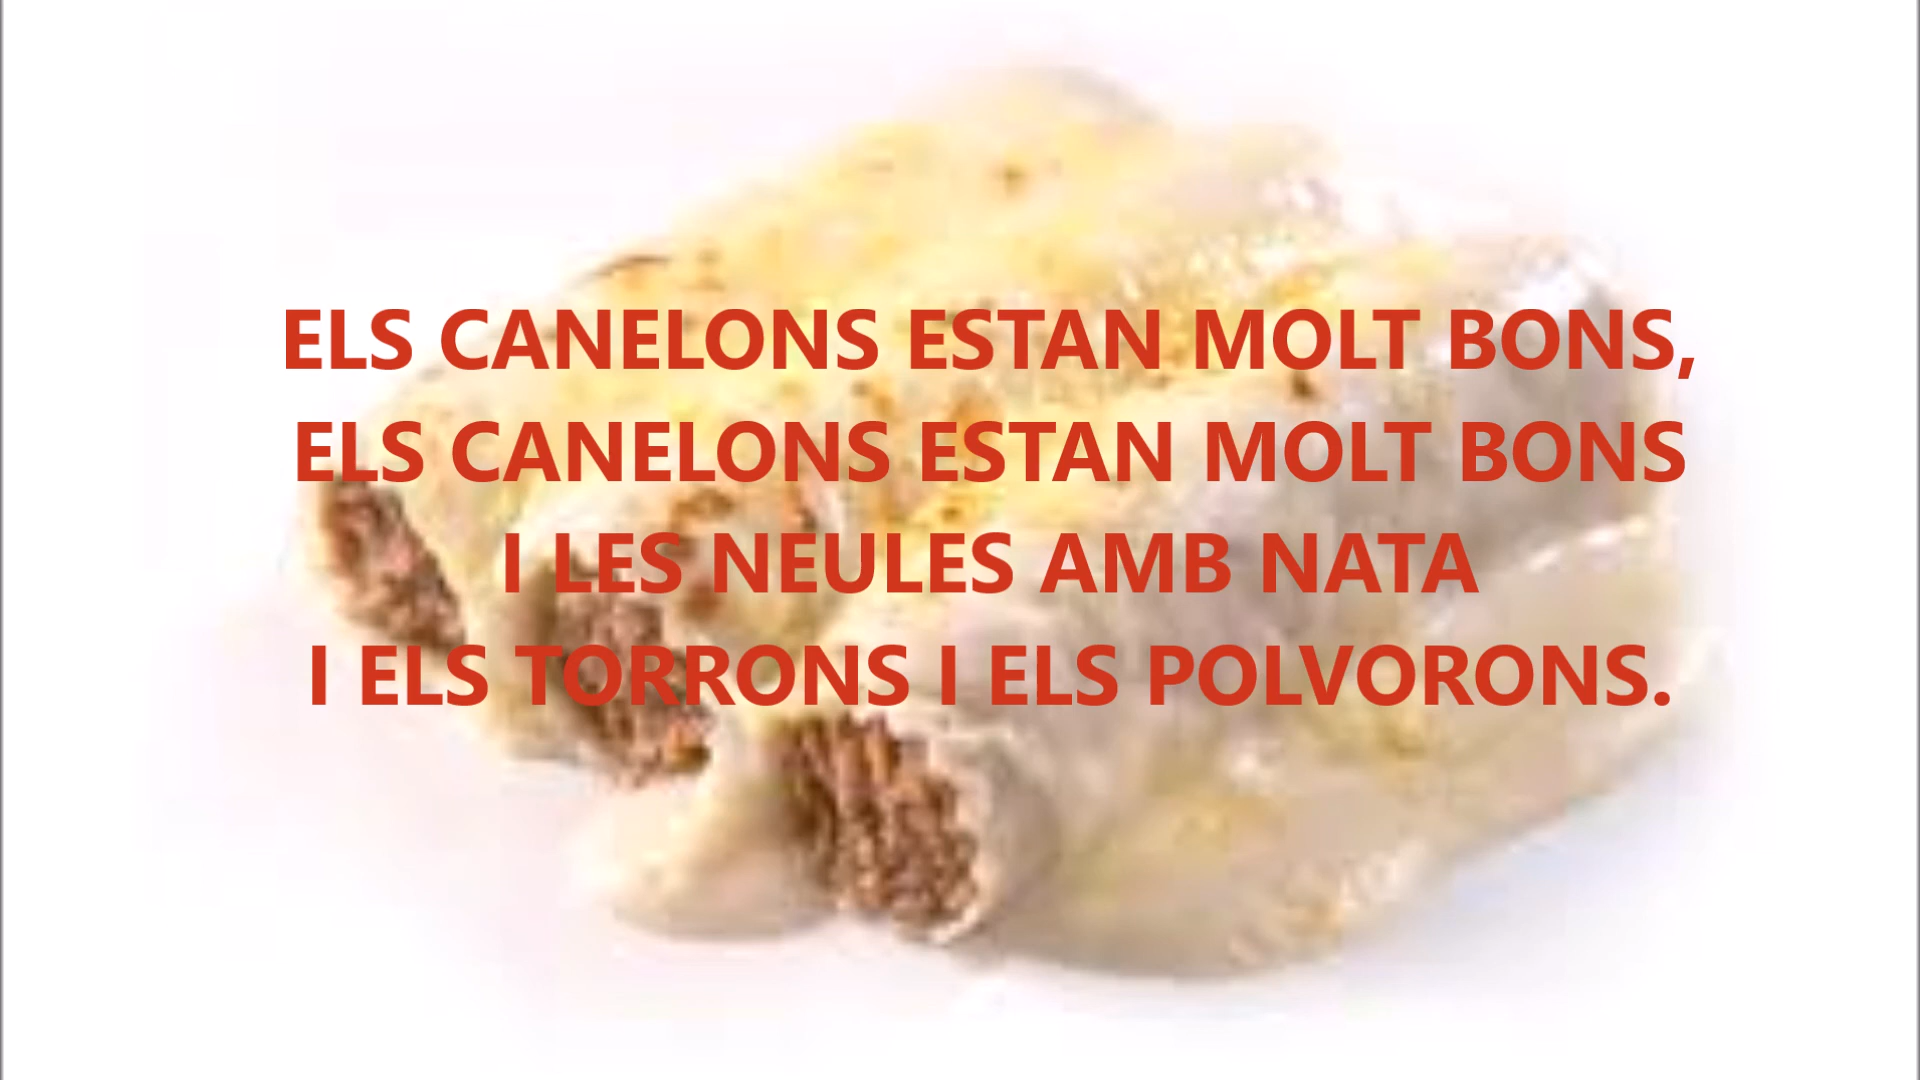 ELS CANELONS ESTAN MOLT BONS,
ELS CANELONS ESTAN MOLT BONS
I LES NEULES AMB NATA
I ELS TORRONS I ELS POLVORONS.